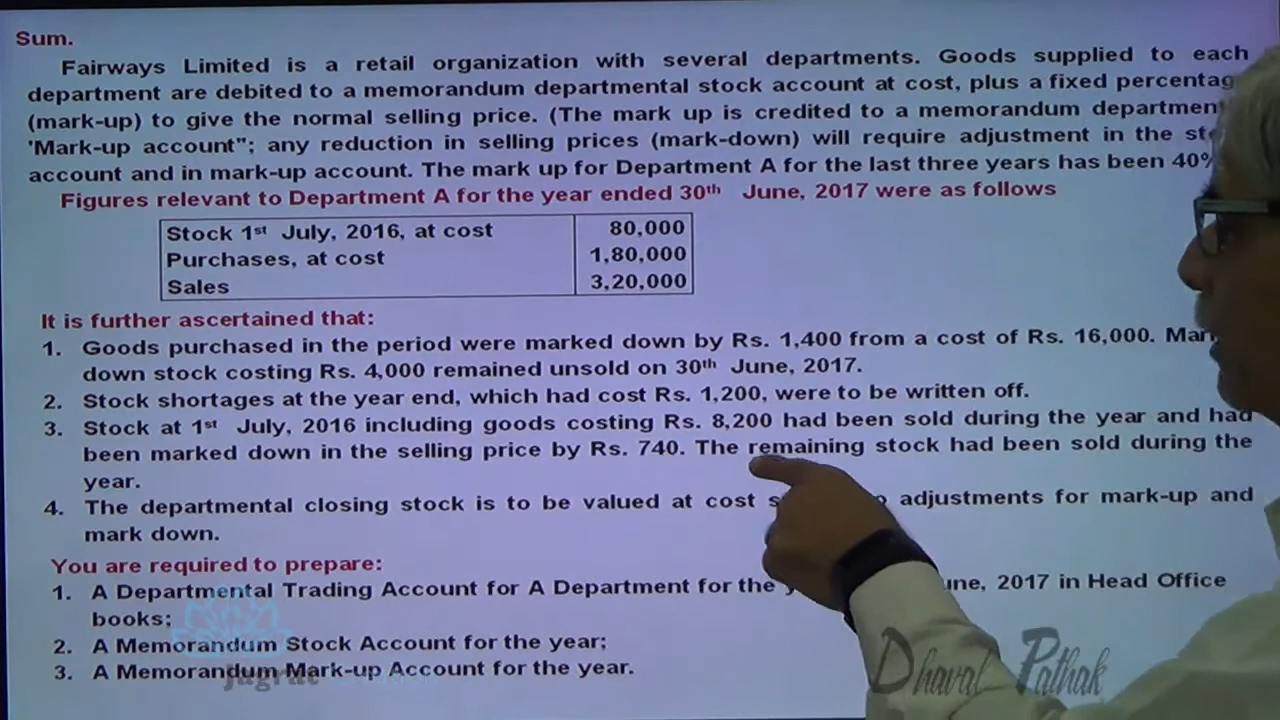 Sum.
Fairways Limited is a retail organization with several departments. Goods supplied to each
department are debited to a memorandum departmental stock account at cost, plus a fixed
(mark-up) to give the normal selling price. (The mark up is credited to a memorandum
'Mark-up account"; any reduction in selling prices (mark-down) will require adjustment in the
account and in mark-up account. The mark up for Department A for the last three years has been 40%
Figures relevant to Department A for the year ended 30th June, 2017 were as follows
Stock 1st July, 2016, at cost 80,000
Purchases, at cost 1,80,000
Sales 3,20,000
It is further ascertained that:
1. Goods purchased in the period were marked down by Rs. 1,400 from a cost of Rs. 16,000.
down stock costing Rs. 4,000 remained unsold on 30th June, 2017.
2. Stock shortages at the year end, which had cost Rs. 1,200, were to be written off.
3. Stock at 1st July, 2016 including goods costing Rs. 8,200 had been sold during the year and had
been marked down in the selling price by Rs. 740. The remaining stock had been sold during the
year.
4. The departmental closing stock is to be valued at cost adjustments for mark-up and
mark down.
You are required to prepare:
1. A Departmental Trading Account for A Department for the 2017 in Head Office
books;
2. A Memorandum Stock Account for the year;
3. A Memorandum Mark-up Account for the year.
Dhaval Pathak